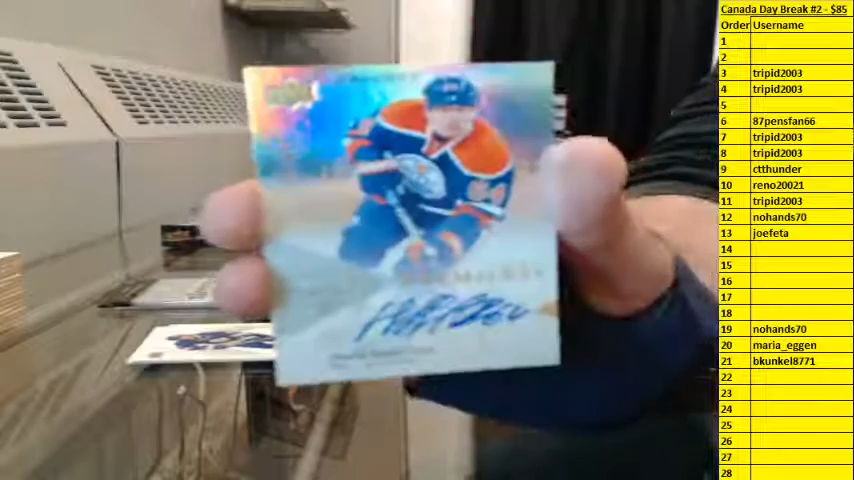 Canada Day Break #2 - $85
Order Username
1
2
3 tripid2003
4 tripid2003
5
6 87pensfan66
7 tripid2003
8 tripid2003
9 ctthunder
10 reno20021
11 tripid2003
12 nohands70
13 joefeta
14
15
16
17
18
19 nohands70
20 maria_eggen
21 bkunkel8771
22
23
24
25
26
27
28